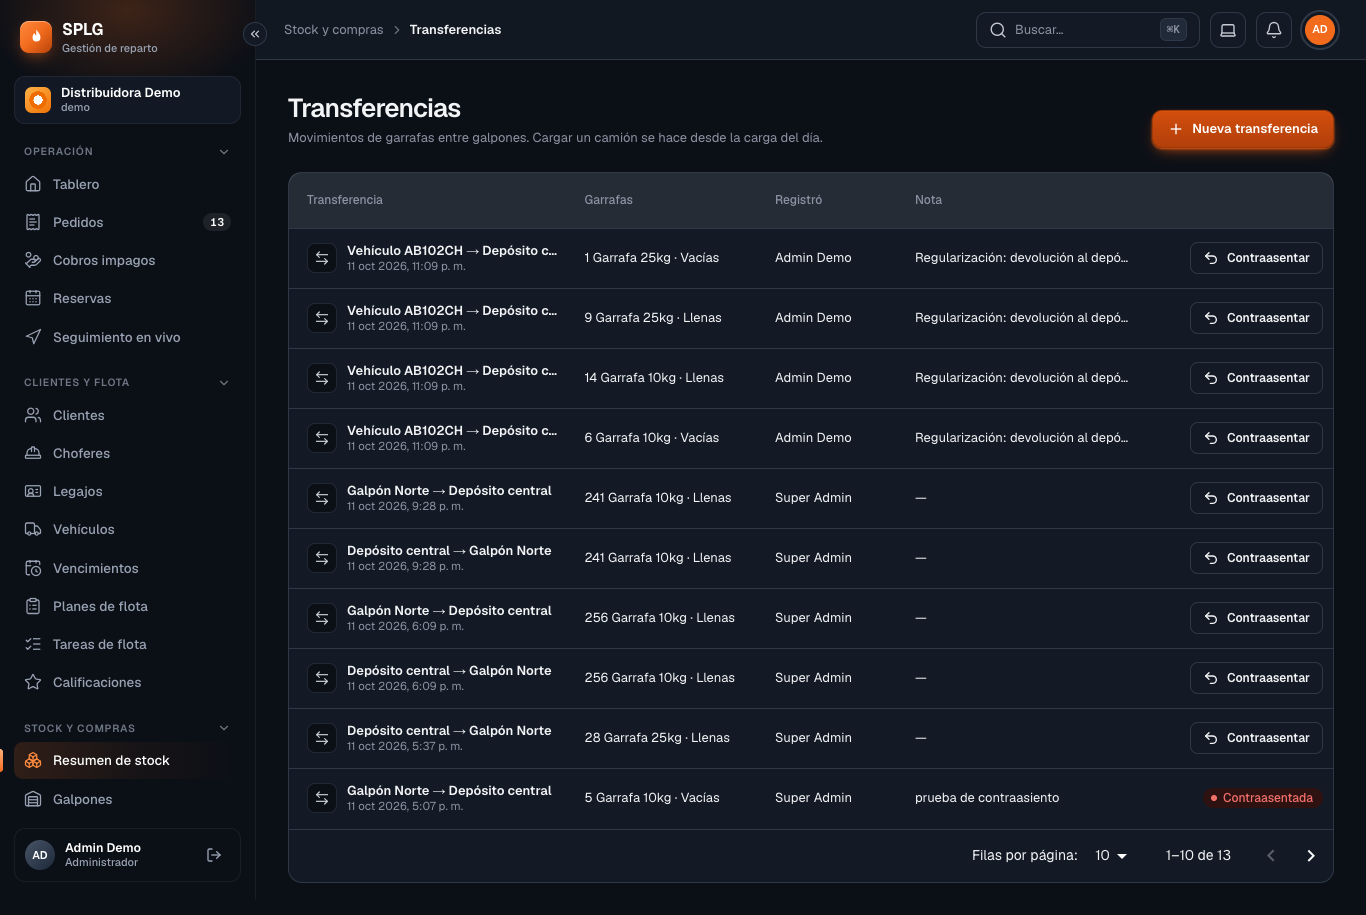 SPLG
Gestión de reparto
Distribuidora Demo
demo
OPERACIÓN
Tablero
Pedidos 13
Cobros impagos
Reservas
Seguimiento en vivo
CLIENTES Y FLOTA
Clientes
Choferes
Legajos
Vehículos
Vencimientos
Planes de flota
Tareas de flota
Calificaciones
STOCK Y COMPRAS
Resumen de stock
Galpones
AD Admin Demo
Administrador
Stock y compras > Transferencias
Buscar... ⌘K
AD
Transferencias
Movimientos de garrafas entre galpones. Cargar un camión se hace desde la carga del día.
+ Nueva transferencia
Transferencia Garrafas Registró Nota
Vehículo AB102CH → Depósito c... 1 Garrafa 25kg · Vacías Admin Demo Regularización: devolución al depó... Contraasentar
11 oct 2026, 11:09 p. m.
Vehículo AB102CH → Depósito c... 9 Garrafa 25kg · Llenas Admin Demo Regularización: devolución al depó... Contraasentar
11 oct 2026, 11:09 p. m.
Vehículo AB102CH → Depósito c... 14 Garrafa 10kg · Llenas Admin Demo Regularización: devolución al depó... Contraasentar
11 oct 2026, 11:09 p. m.
Vehículo AB102CH → Depósito c... 6 Garrafa 10kg · Vacías Admin Demo Regularización: devolución al depó... Contraasentar
11 oct 2026, 11:09 p. m.
Galpón Norte → Depósito central 241 Garrafa 10kg · Llenas Super Admin — Contraasentar
11 oct 2026, 9:28 p. m.
Depósito central → Galpón Norte 241 Garrafa 10kg · Llenas Super Admin — Contraasentar
11 oct 2026, 9:28 p. m.
Galpón Norte → Depósito central 256 Garrafa 10kg · Llenas Super Admin — Contraasentar
11 oct 2026, 6:09 p. m.
Depósito central → Galpón Norte 256 Garrafa 10kg · Llenas Super Admin — Contraasentar
11 oct 2026, 6:09 p. m.
Depósito central → Galpón Norte 28 Garrafa 25kg · Llenas Super Admin — Contraasentar
11 oct 2026, 5:37 p. m.
Galpón Norte → Depósito central 5 Garrafa 10kg · Vacías Super Admin prueba de contraasiento Contraasentada
11 oct 2026, 5:07 p. m.
Filas por página: 10 1–10 de 13